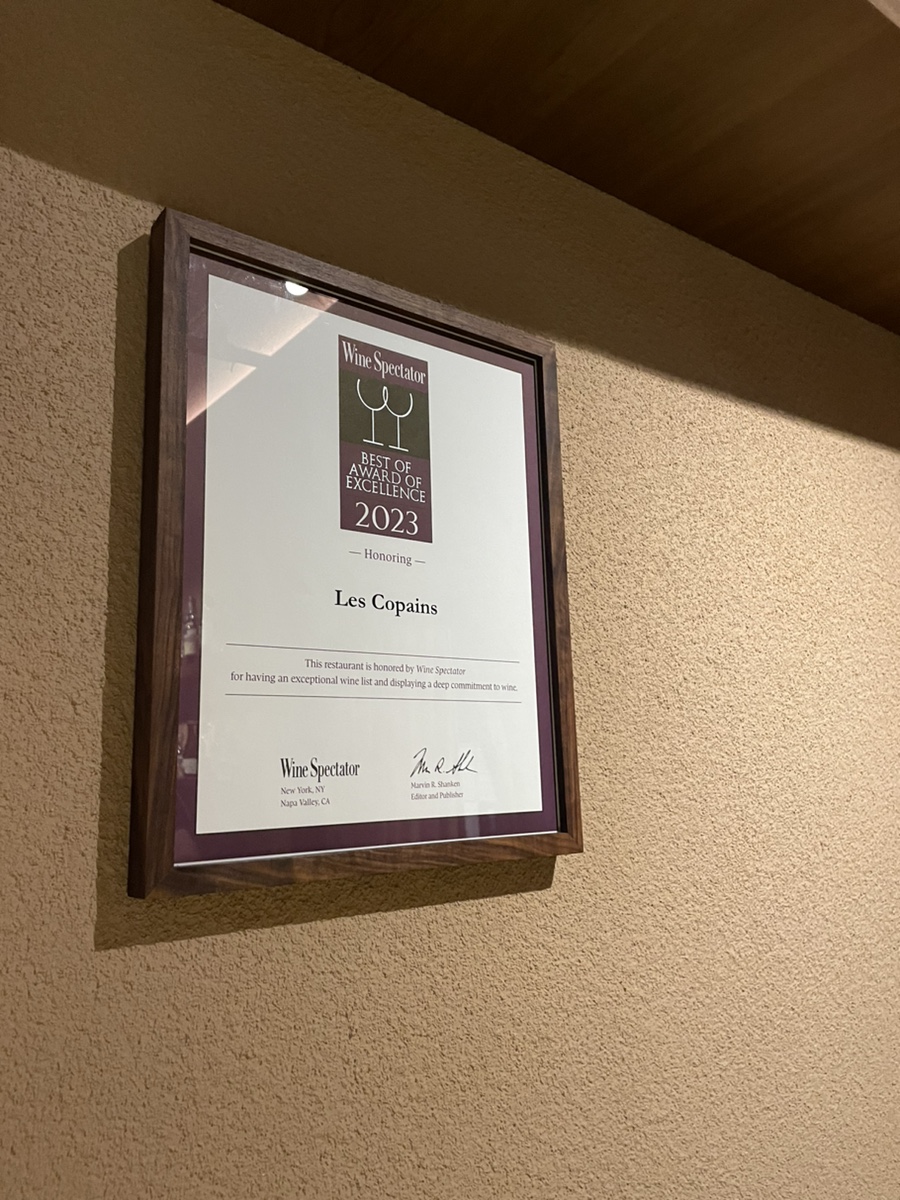 Wine Spectator
BEST OF
AWARD OF
EXCELLENCE
2023
— Honoring —
Les Copains
This restaurant is honored by Wine Spectator
for having an exceptional wine list and displaying a deep commitment to wine.
Wine Spectator
New York, NY
Napa Valley, CA
Marvin R. Shanken
Editor and Publisher